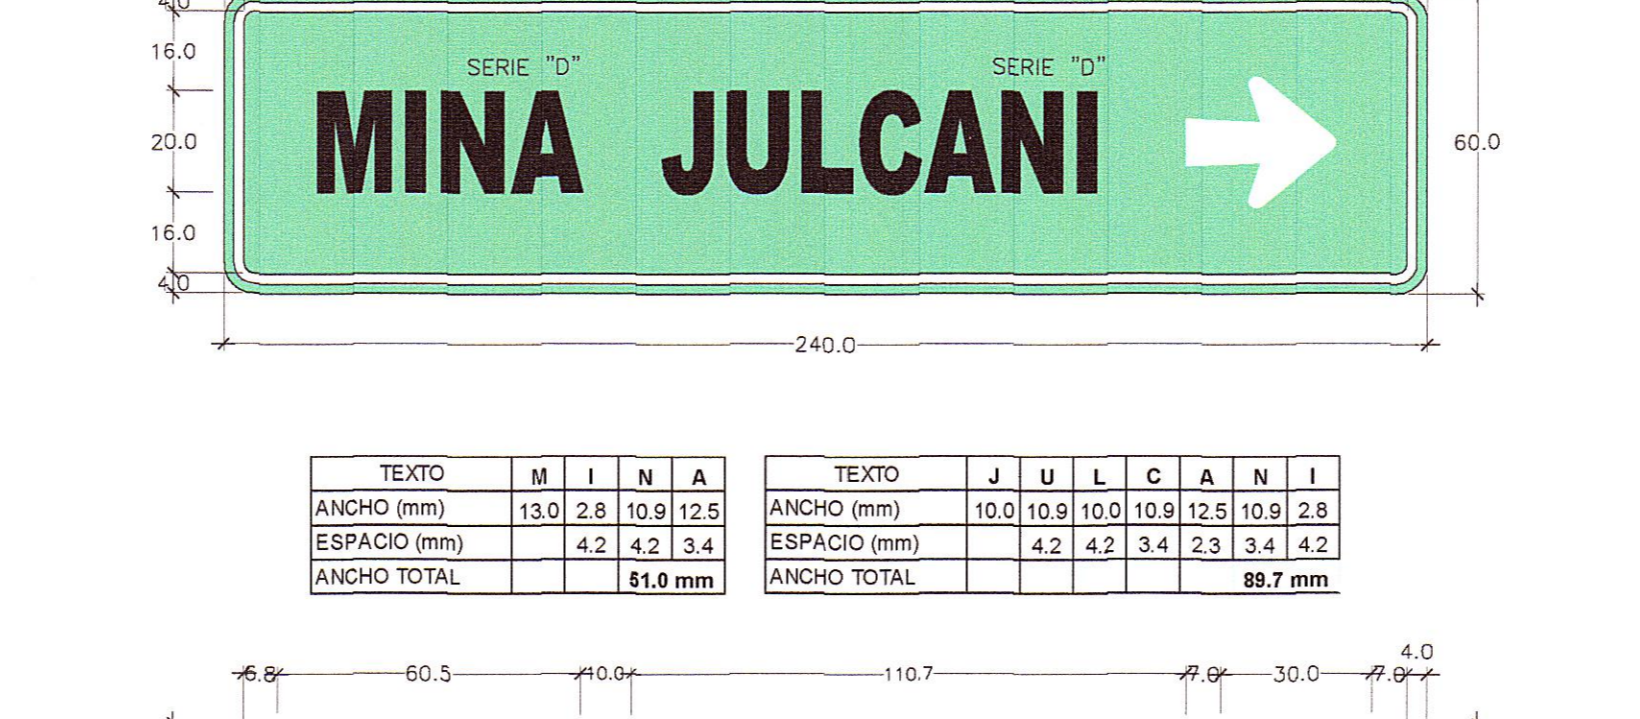 4.0
16.0
SERIE "D" SERIE "D"
MINA JULCANI
20.0
60.0
16.0
4.0
240.0
TEXTO M I N A
ANCHO (mm) 13.0 2.8 10.9 12.5
ESPACIO (mm) 4.2 4.2 3.4
ANCHO TOTAL 51.0 mm
TEXTO J U L C A N I
ANCHO (mm) 10.0 10.9 10.0 10.9 12.5 10.9 2.8
ESPACIO (mm) 4.2 4.2 3.4 2.3 3.4 4.2
ANCHO TOTAL 89.7 mm
4.0
6.8 60.5 10.0 110.7 7.0 30.0 7.0